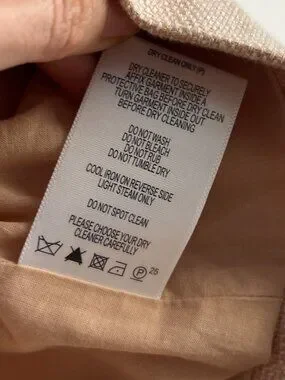 DRY CLEAN ONLY (P)
DRY CLEANER TO SECURELY
AFFIX GARMENT INSIDE A
PROTECTIVE BAG BEFORE DRY CLEAN
TURN GARMENT INSIDE OUT
BEFORE DRY CLEANING
DO NOT WASH
DO NOT BLEACH
DO NOT RUB
DO NOT TUMBLE DRY
COOL IRON ON REVERSE SIDE
LIGHT STEAM ONLY
DO NOT SPOT CLEAN
PLEASE CHOOSE YOUR DRY
CLEANER CAREFULLY
P 25